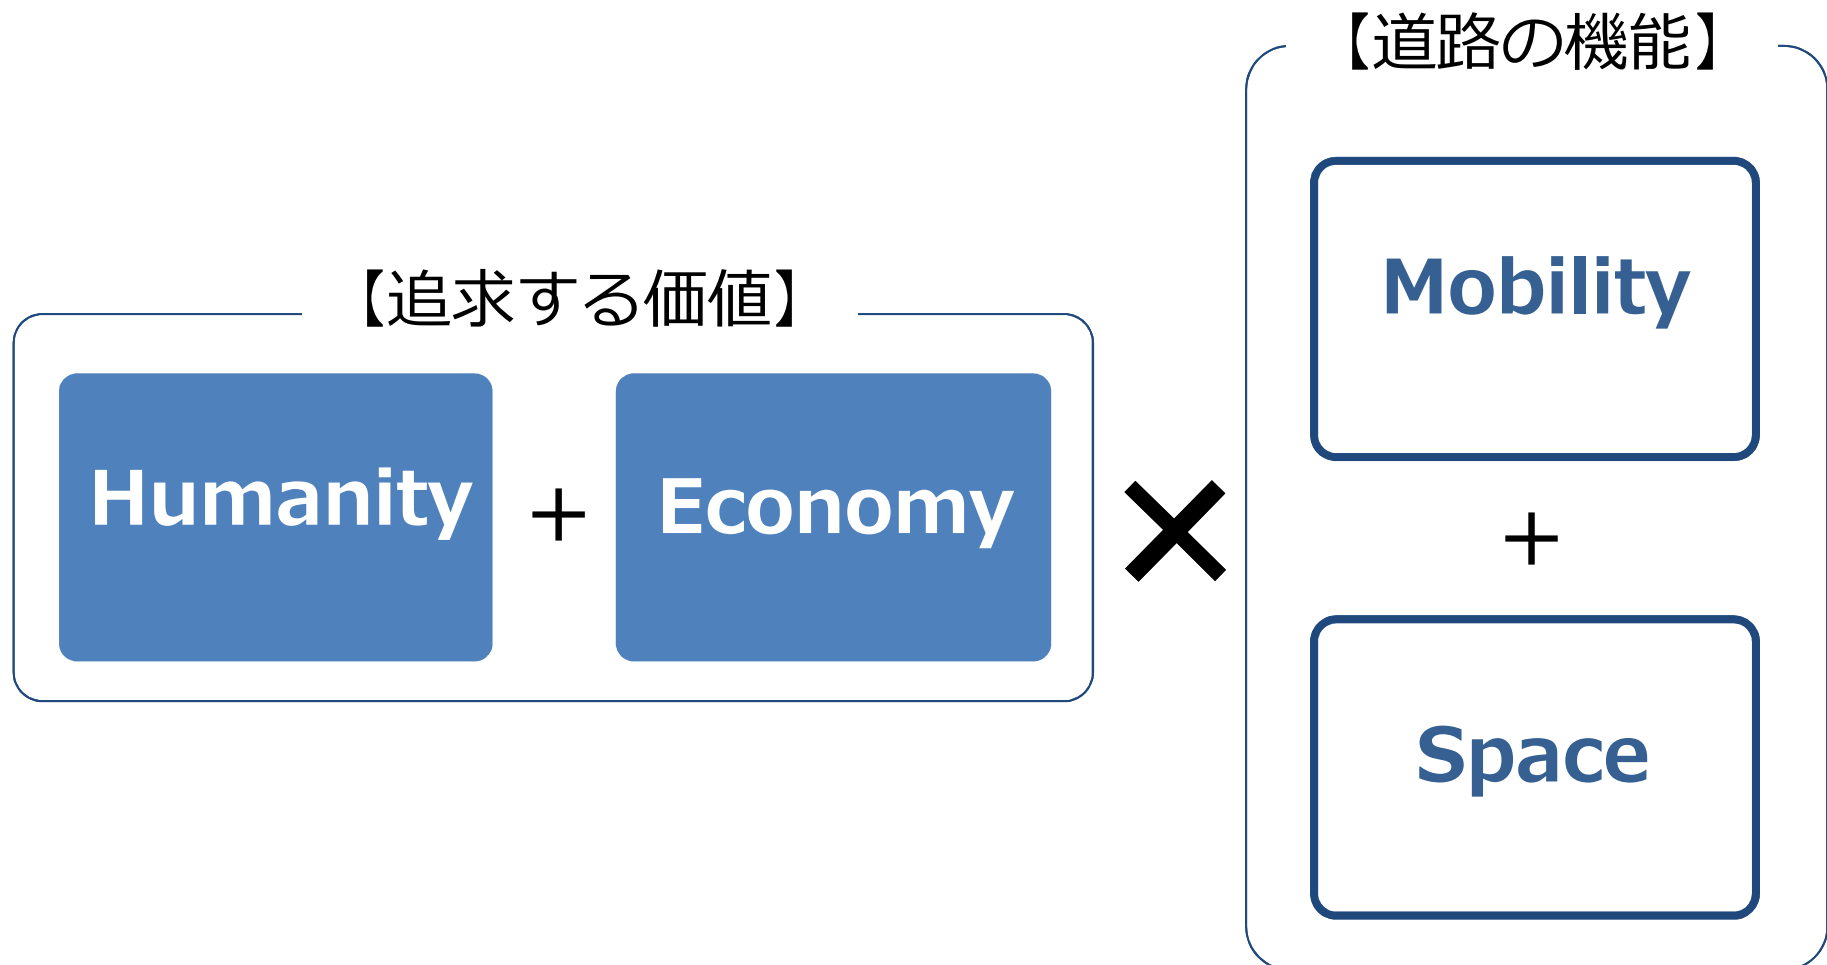 【追求する価値】
Humanity
+
Economy
×
【道路の機能】
Mobility
+
Space